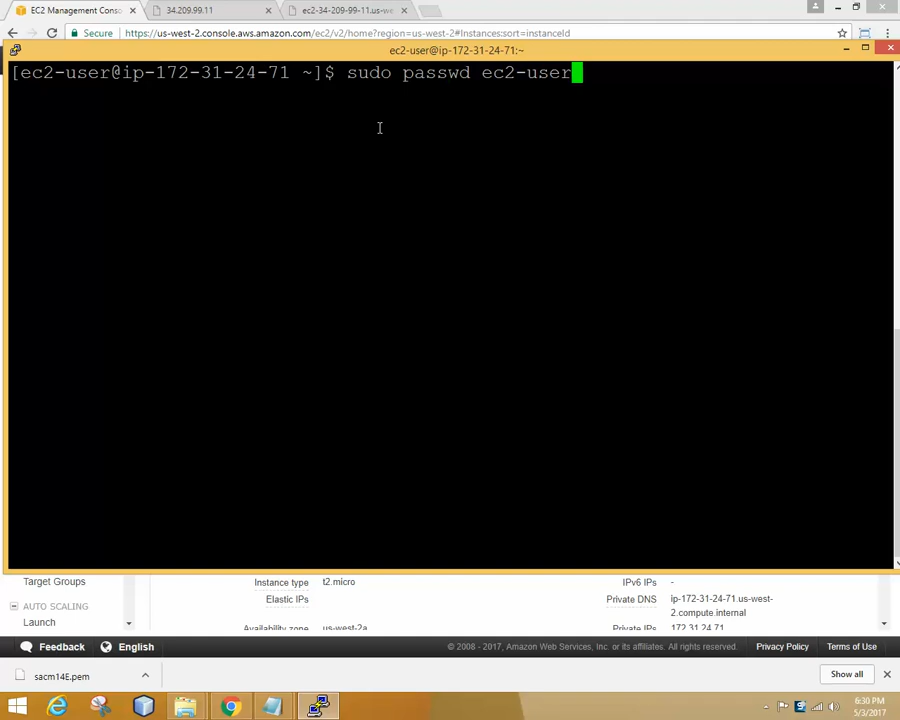 EC2 Management Conso
34.209.99.11
ec2-34-209-99-11.us-w
Secure
https://us-west-2.console.aws.amazon.com/ec2/v2/home?region=us-west-2#Instances:sort=instanceId
ec2-user@ip-172-31-24-71:~
[ec2-user@ip-172-31-24-71 ~]$ sudo passwd ec2-user
Target Groups
Instance type t2.micro
IPv6 IPs -
AUTO SCALING
Elastic IPs
Private DNS ip-172-31-24-71.us-west-
2.compute.internal
Launch
Availability zone us-west-2a
Private IPs 172.31.24.71
Feedback
English
© 2008 - 2017, Amazon Web Services, Inc. or its affiliates. All rights reserved.
Privacy Policy
Terms of Use
sacm14E.pem
Show all
6:30 PM
5/3/2017